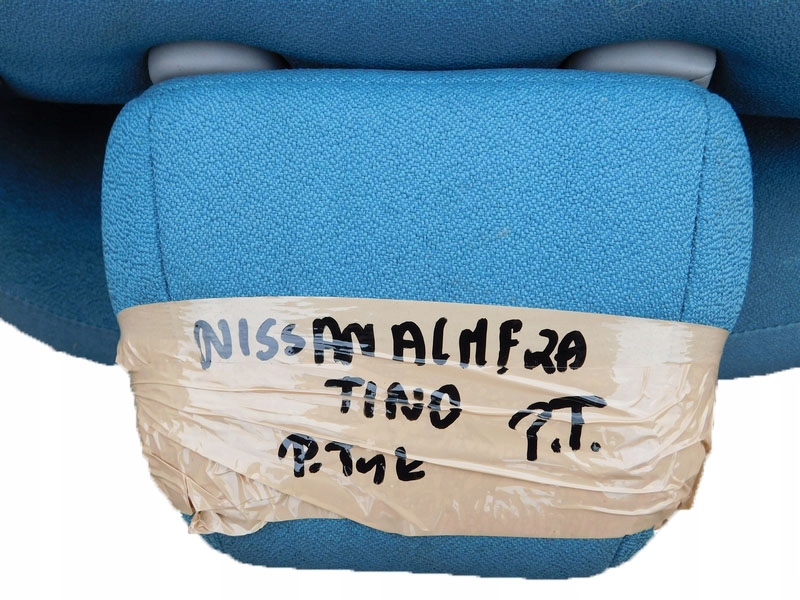 NISSAN ALMERA
TINO
P.T.
P.TYŁ